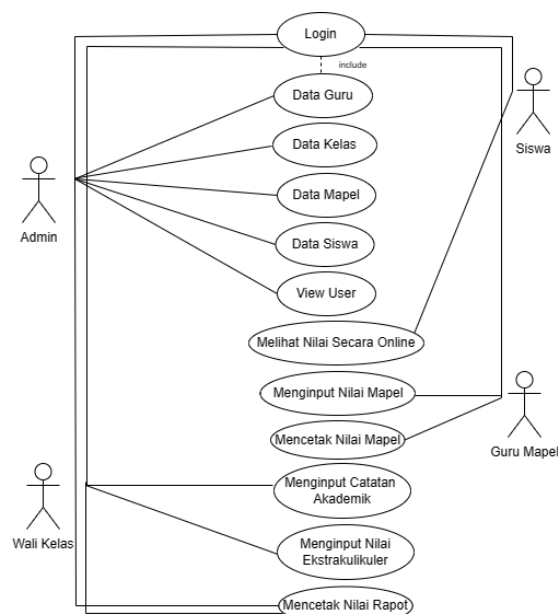 Login
include
Data Guru
Siswa
Data Kelas
Data Mapel
Admin
Data Siswa
View User
Melihat Nilai Secara Online
Menginput Nilai Mapel
Mencetak Nilai Mapel
Guru Mapel
Menginput Catatan
Akademik
Wali Kelas
Menginput Nilai
Ekstrakulikuler
Mencetak Nilai Rapot